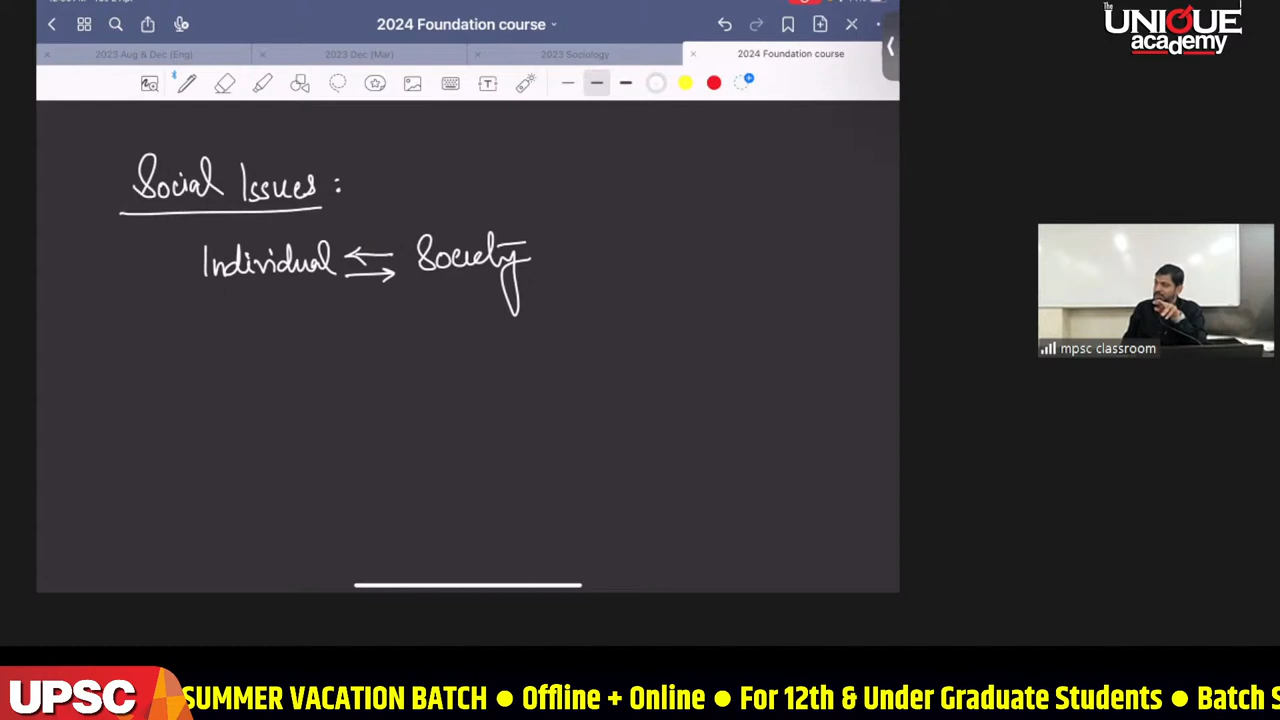 2024 Foundation course
The
UNIQUE
academy
2023 Aug & Dec (Eng)
2023 Dec (Mar)
2023 Sociology
2024 Foundation course
T
Social Issues :
Individual ⇆ Society
mpsc classroom
UPSC
SUMMER VACATION BATCH ● Offline + Online ● For 12th & Under Graduate Students ● Batch S